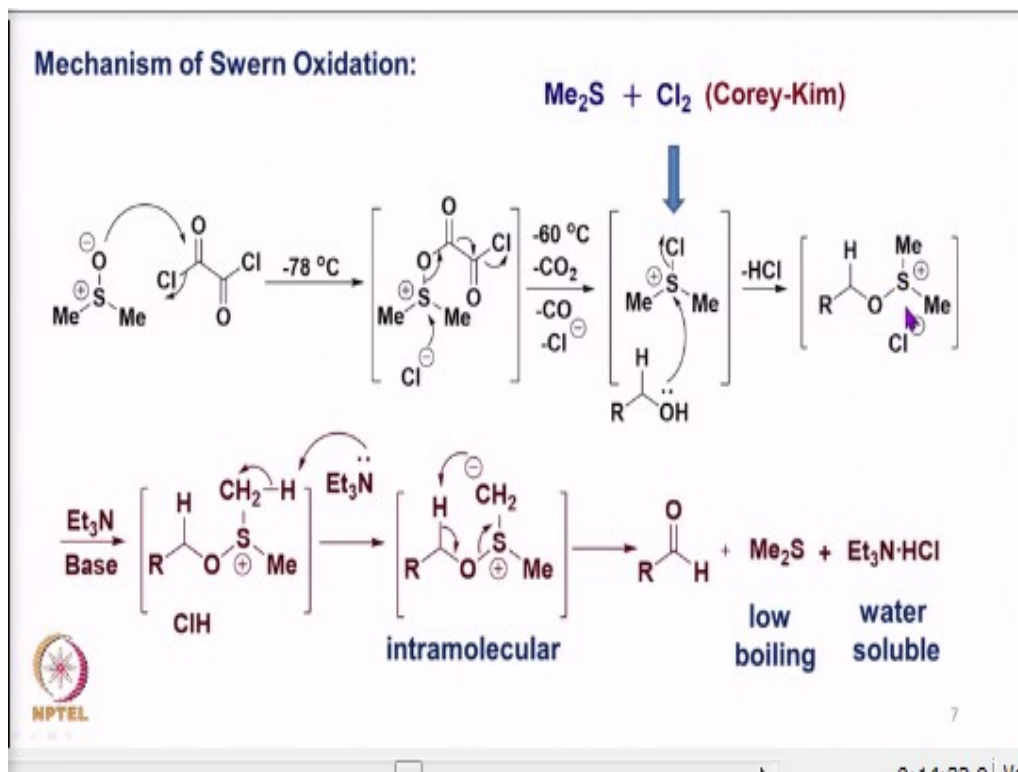 Mechanism of Swern Oxidation:
Me₂S + Cl₂ (Corey-Kim)
⊖
O
⊕
S
Me
Me
O
Cl
Cl
O
-78 °C
O
O
Cl
⊕
S
O
Me
Me
Cl ⊖
-60 °C
-CO₂
-CO
-Cl ⊖
Cl
⊕
S
Me
Me
H
R
OH
-HCl
H
Me
S ⊕
R
O
Me
Cl ⊖
Et₃N
Base
H
CH₂-H
R
O
S
⊕
Me
ClH
Et₃N
⊖
H
CH₂
R
O
S
⊕
Me
intramolecular
O
R
H
+ Me₂S + Et₃N·HCl
low boiling
water soluble
NPTEL
7